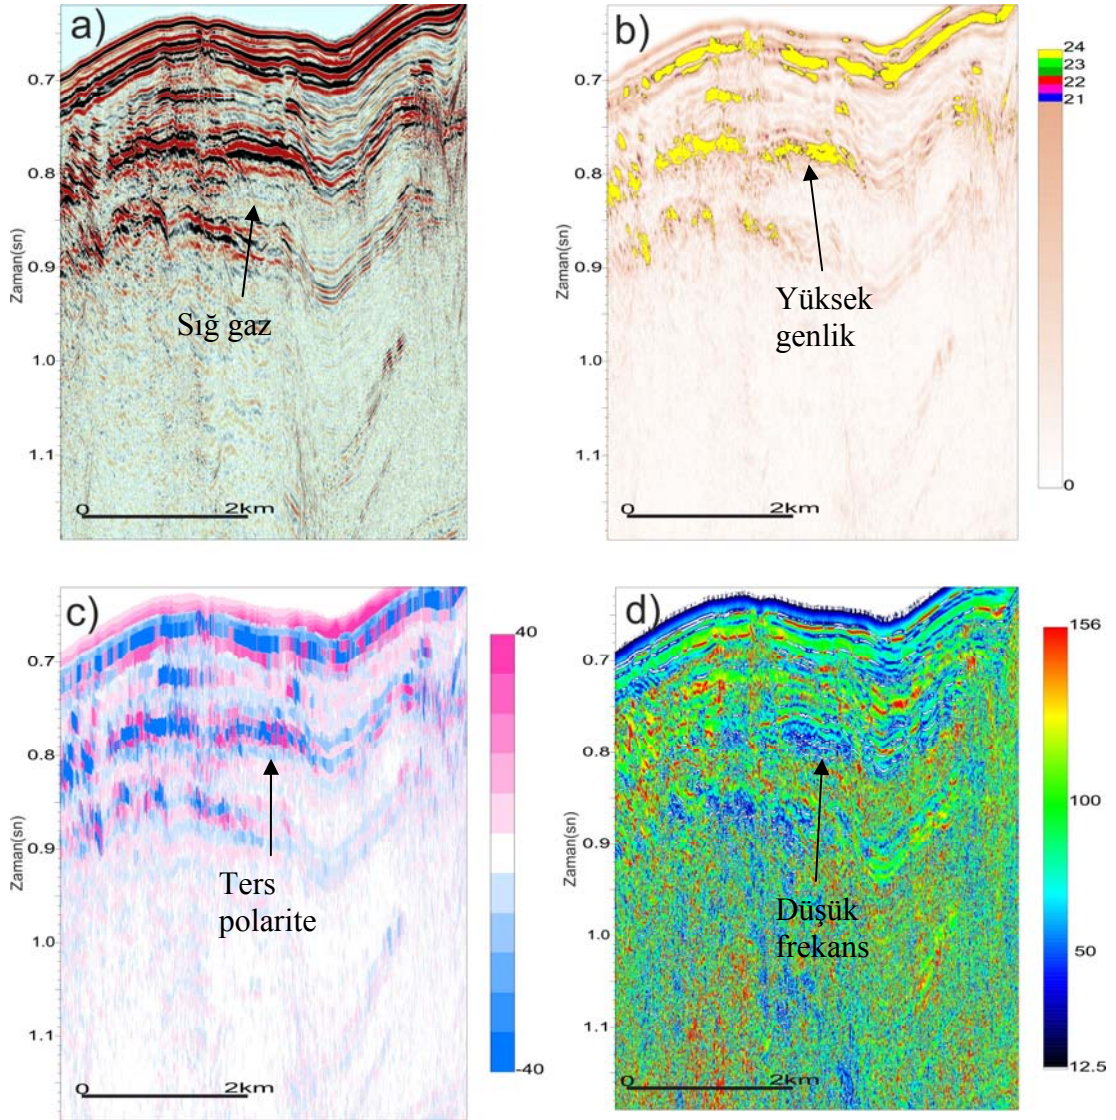 a)
0.7
0.8
0.9
1.0
1.1
Zaman(sn)
Sığ gaz
0 2km
b)
0.7
0.8
0.9
1.0
1.1
Zaman(sn)
Yüksek
genlik
0 2km
24
23
22
21
0
c)
0.7
0.8
0.9
1.0
1.1
Zaman(sn)
Ters
polarite
0 2km
40
-40
d)
0.7
0.8
0.9
1.0
1.1
Zaman(sn)
Düşük
frekans
0 2km
156
100
50
12.5